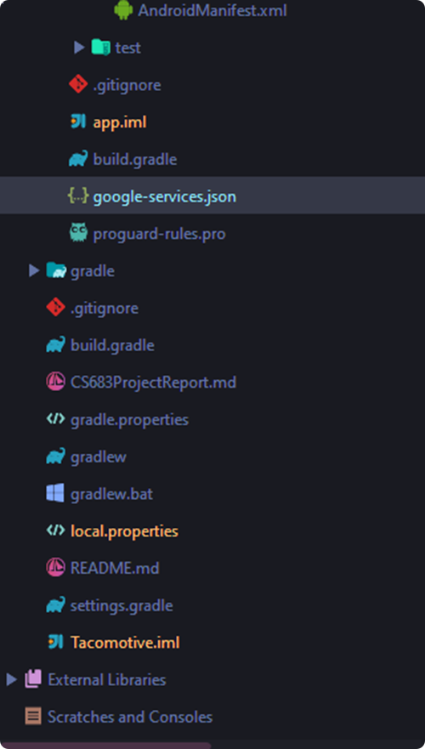 AndroidManifest.xml
test
.gitignore
app.iml
build.gradle
google-services.json
proguard-rules.pro
gradle
.gitignore
build.gradle
CS683ProjectReport.md
gradle.properties
gradlew
gradlew.bat
local.properties
README.md
settings.gradle
Tacomotive.iml
External Libraries
Scratches and Consoles